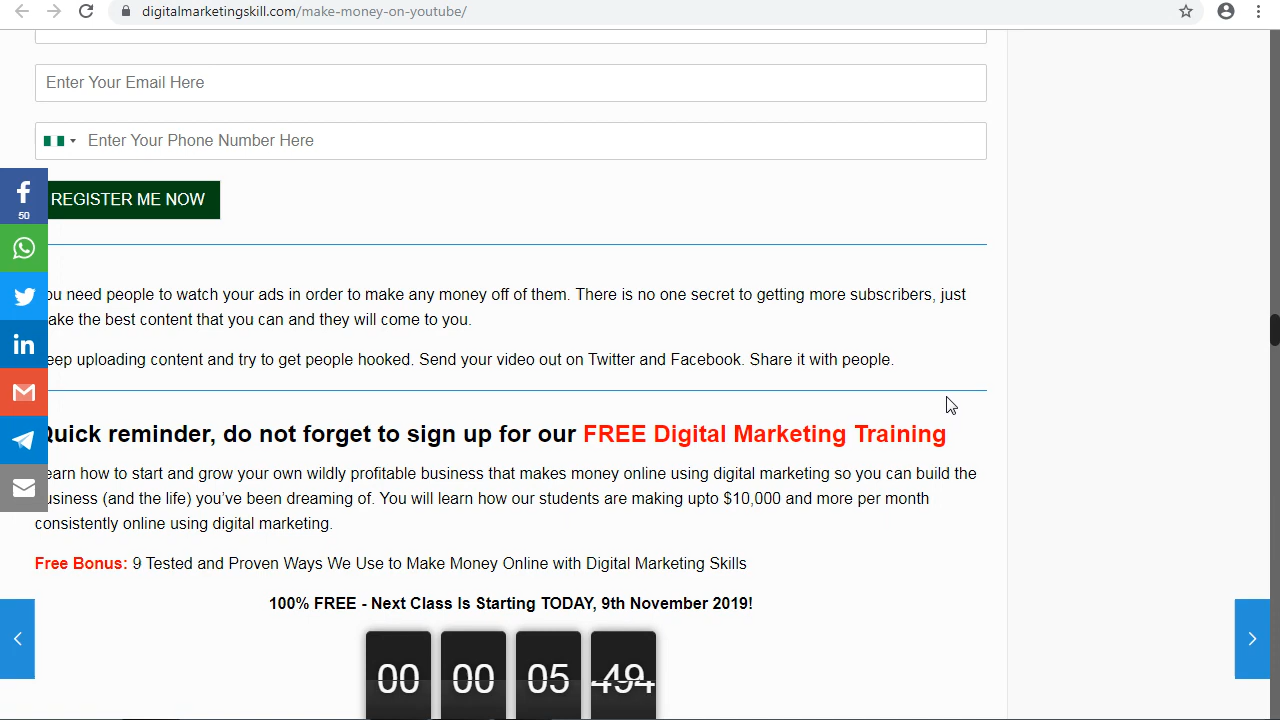 digitalmarketingskill.com/make-money-on-youtube/
Enter Your Email Here
Enter Your Phone Number Here
REGISTER ME NOW
50
ou need people to watch your ads in order to make any money off of them. There is no one secret to getting more subscribers, just
ake the best content that you can and they will come to you.
eep uploading content and try to get people hooked. Send your video out on Twitter and Facebook. Share it with people.
Quick reminder, do not forget to sign up for our FREE Digital Marketing Training
earn how to start and grow your own wildly profitable business that makes money online using digital marketing so you can build the
usiness (and the life) you've been dreaming of. You will learn how our students are making upto $10,000 and more per month
consistently online using digital marketing.
Free Bonus: 9 Tested and Proven Ways We Use to Make Money Online with Digital Marketing Skills
100% FREE - Next Class Is Starting TODAY, 9th November 2019!
00 00 05 49